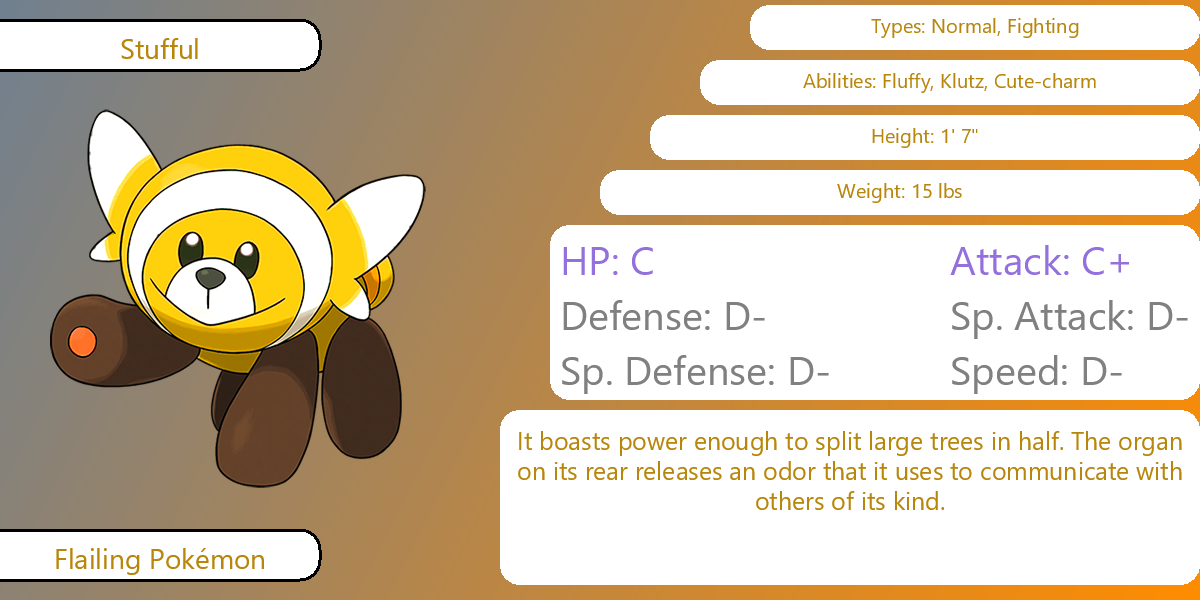 Stufful
Types: Normal, Fighting
Abilities: Fluffy, Klutz, Cute-charm
Height: 1' 7"
Weight: 15 lbs
HP: C
Attack: C+
Defense: D-
Sp. Attack: D-
Sp. Defense: D-
Speed: D-
It boasts power enough to split large trees in half. The organ
on its rear releases an odor that it uses to communicate with
others of its kind.
Flailing Pokémon